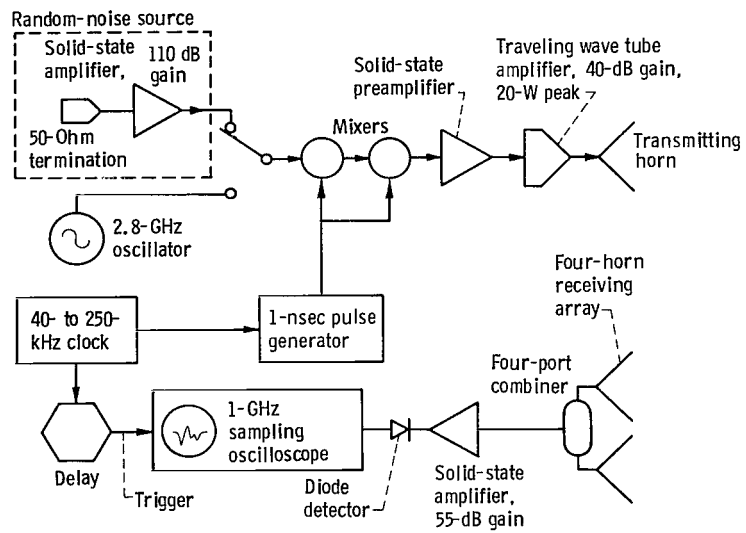 Random-noise source
Solid-state
amplifier,
110 dB
gain
50-Ohm
termination
2.8-GHz
oscillator
Mixers
Solid-state
preamplifier
Traveling wave tube
amplifier, 40-dB gain,
20-W peak
Transmitting
horn
40- to 250-
kHz clock
1-nsec pulse
generator
Four-horn
receiving
array
Four-port
combiner
Delay
Trigger
1-GHz
sampling
oscilloscope
Diode
detector
Solid-state
amplifier,
55-dB gain